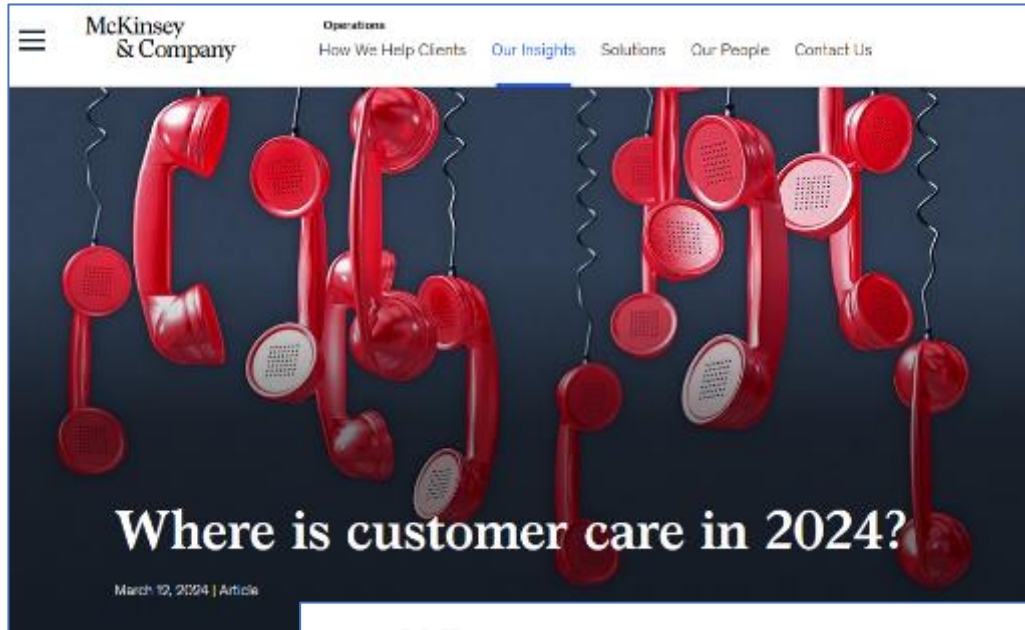 McKinsey
& Company
Operations
How We Help Clients Our Insights Solutions Our People Contact Us
Where is customer care in 2024?
March 12, 2024 | Article